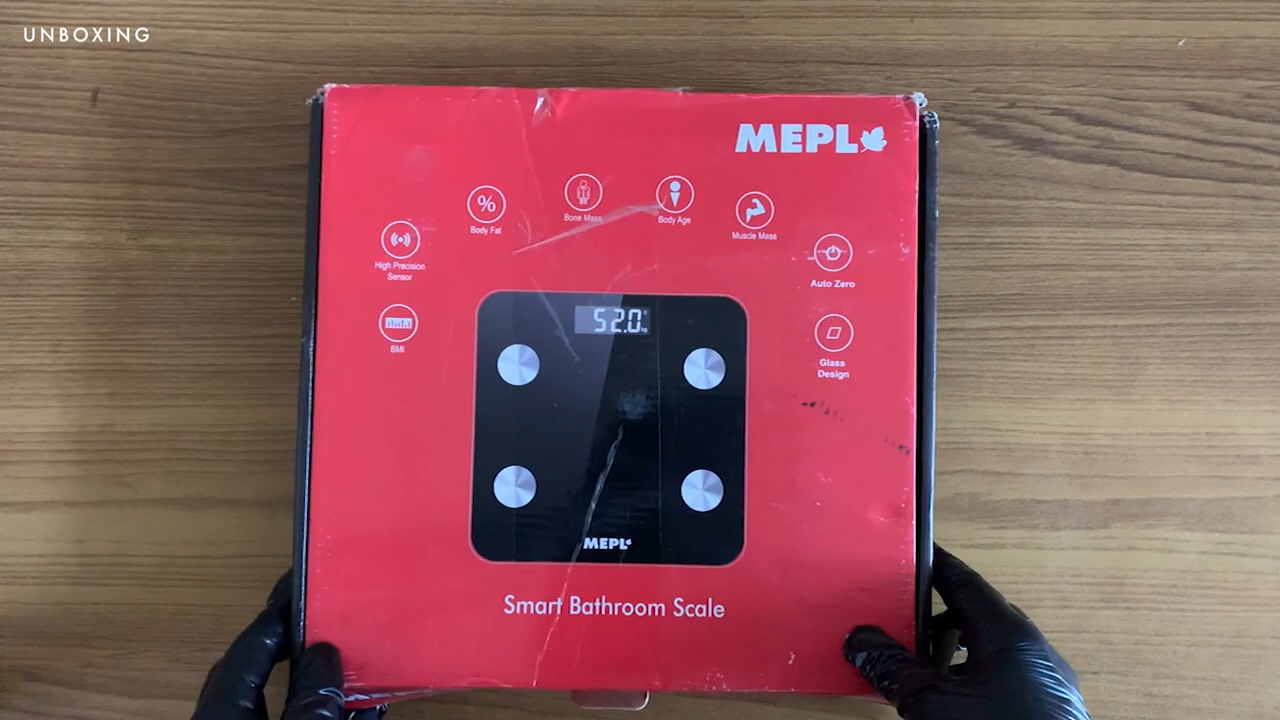 UNBOXING
MEPL
%
Body Fat
Bone Mass
Body Age
Muscle Mass
High Precision
Sensor
Auto Zero
BMI
Glass
Design
52.0
MEPL
Smart Bathroom Scale